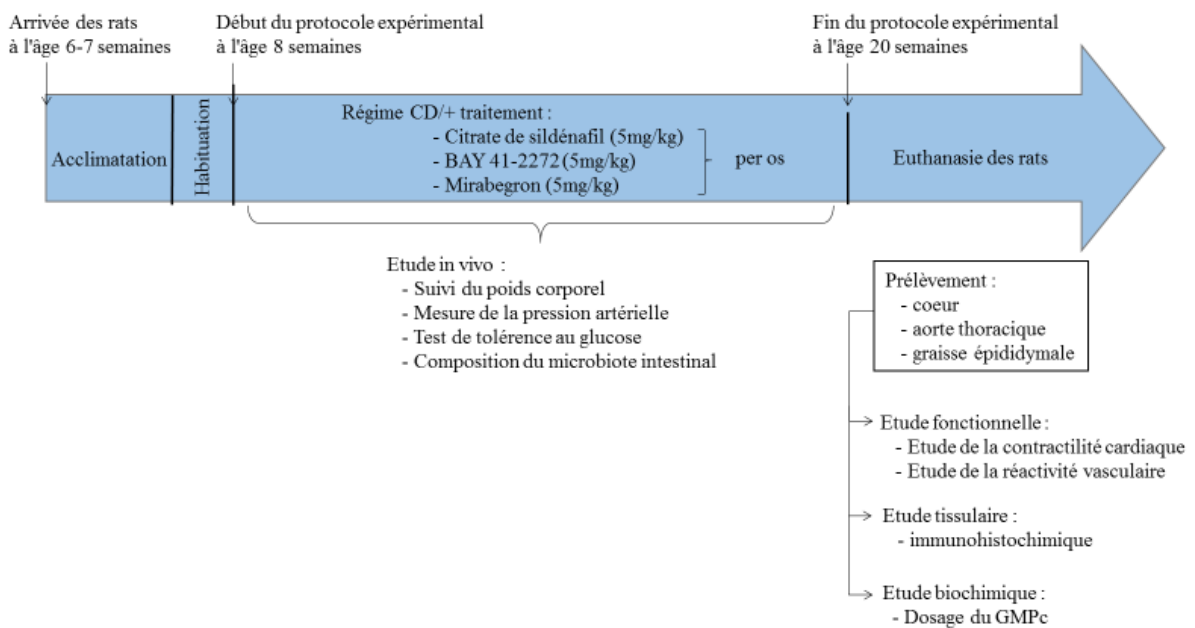 Arrivée des rats
à l'âge 6-7 semaines
Début du protocole expérimental
à l'âge 8 semaines
Fin du protocole expérimental
à l'âge 20 semaines
Acclimatation
Habituation
Régime CD/+ traitement :
- Citrate de sildénafil (5mg/kg)
- BAY 41-2272 (5mg/kg)
- Mirabegron (5mg/kg)
per os
Euthanasie des rats
Etude in vivo :
- Suivi du poids corporel
- Mesure de la pression artérielle
- Test de tolérence au glucose
- Composition du microbiote intestinal
Prélèvement :
- coeur
- aorte thoracique
- graisse épididymale
Etude fonctionnelle :
- Etude de la contractilité cardiaque
- Etude de la réactivité vasculaire
Etude tissulaire :
- immunohistochimique
Etude biochimique :
- Dosage du GMPc